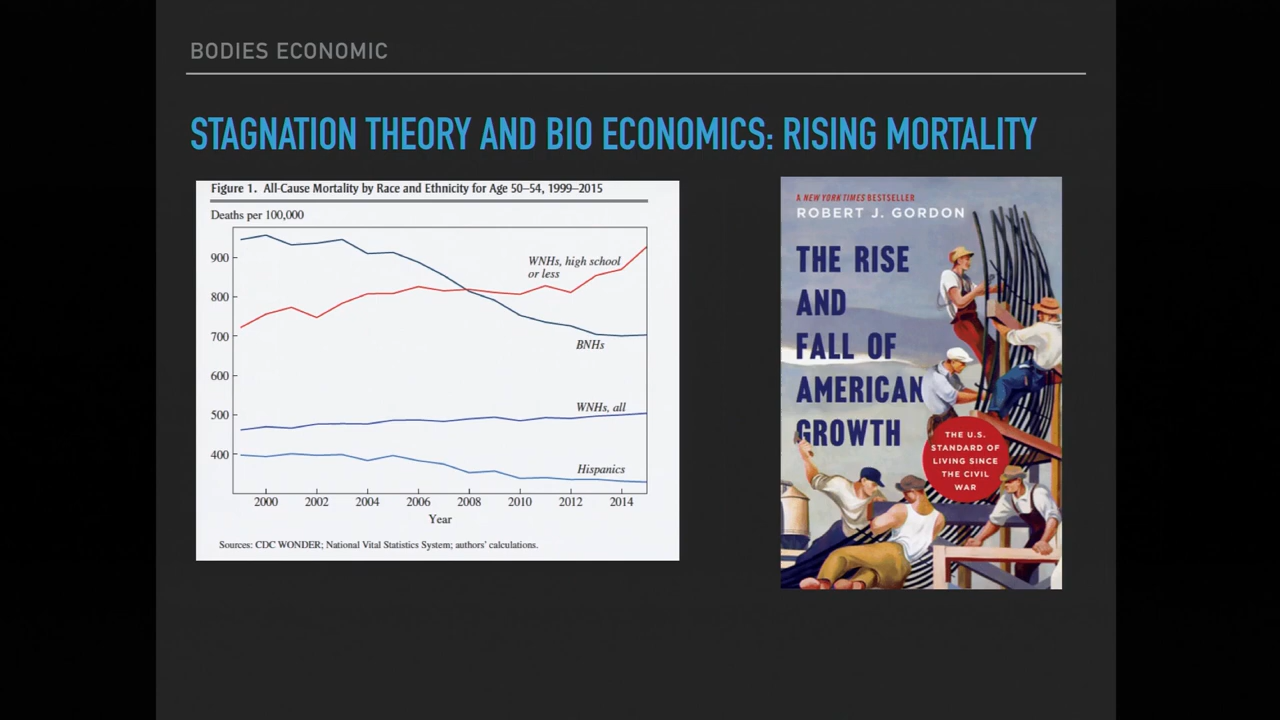 BODIES ECONOMIC
STAGNATION THEORY AND BIO ECONOMICS: RISING MORTALITY
Figure 1. All-Cause Mortality by Race and Ethnicity for Age 50–54, 1999–2015
Deaths per 100,000
900
800
700
600
500
400
WNHs, high school
or less
BNHs
WNHs, all
Hispanics
2000 2002 2004 2006 2008 2010 2012 2014
Year
Sources: CDC WONDER; National Vital Statistics System; authors' calculations.
A NEW YORK TIMES BESTSELLER
ROBERT J. GORDON
THE RISE
AND
FALL OF
AMERICAN
GROWTH
THE U.S.
STANDARD OF
LIVING SINCE
THE CIVIL
WAR